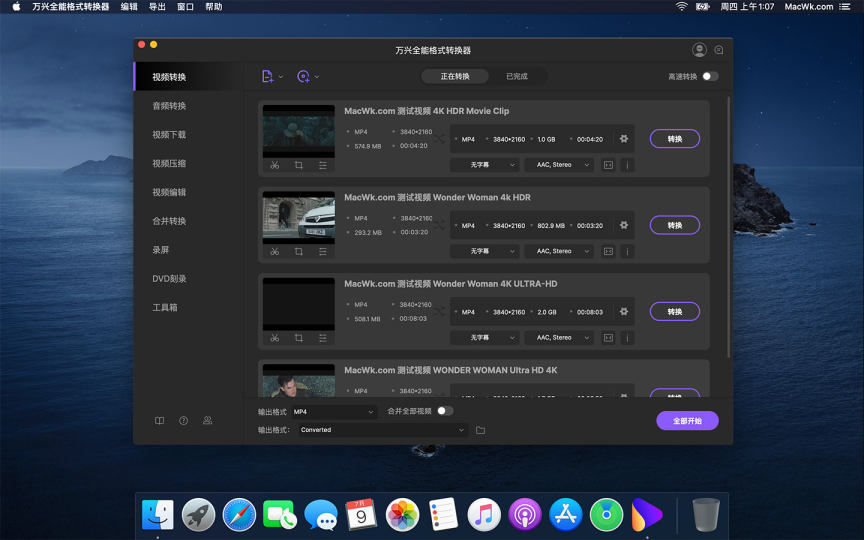 万兴全能格式转换器 编辑 导出 窗口 帮助
周四 上午1:07 MacWk.com
万兴全能格式转换器
视频转换
音频转换
视频下载
视频压缩
视频编辑
合并转换
录屏
DVD刻录
工具箱
正在转换 已完成
高速转换
MacWk.com 测试视频 4K HDR Movie Clip
MP4 3840*2160
574.9 MB 00:04:20
MP4 3840*2160 1.0 GB 00:04:20
转换
无字幕 AAC, Stereo
MacWk.com 测试视频 Wonder Woman 4k HDR
MP4 3840*2160
293.2 MB 00:03:20
MP4 3840*2160 802.9 MB 00:03:20
转换
无字幕 AAC, Stereo
MacWk.com 测试视频 Wonder Woman 4K ULTRA-HD
MP4 3840*2160
508.1 MB 00:08:03
MP4 3840*2160 2.0 GB 00:08:03
转换
无字幕 AAC, Stereo
MacWk.com 测试视频 WONDER WOMAN Ultra HD 4K
MP4 3840*2160
输出格式 MP4 合并全部视频
输出格式: Converted
全部开始
7月
9